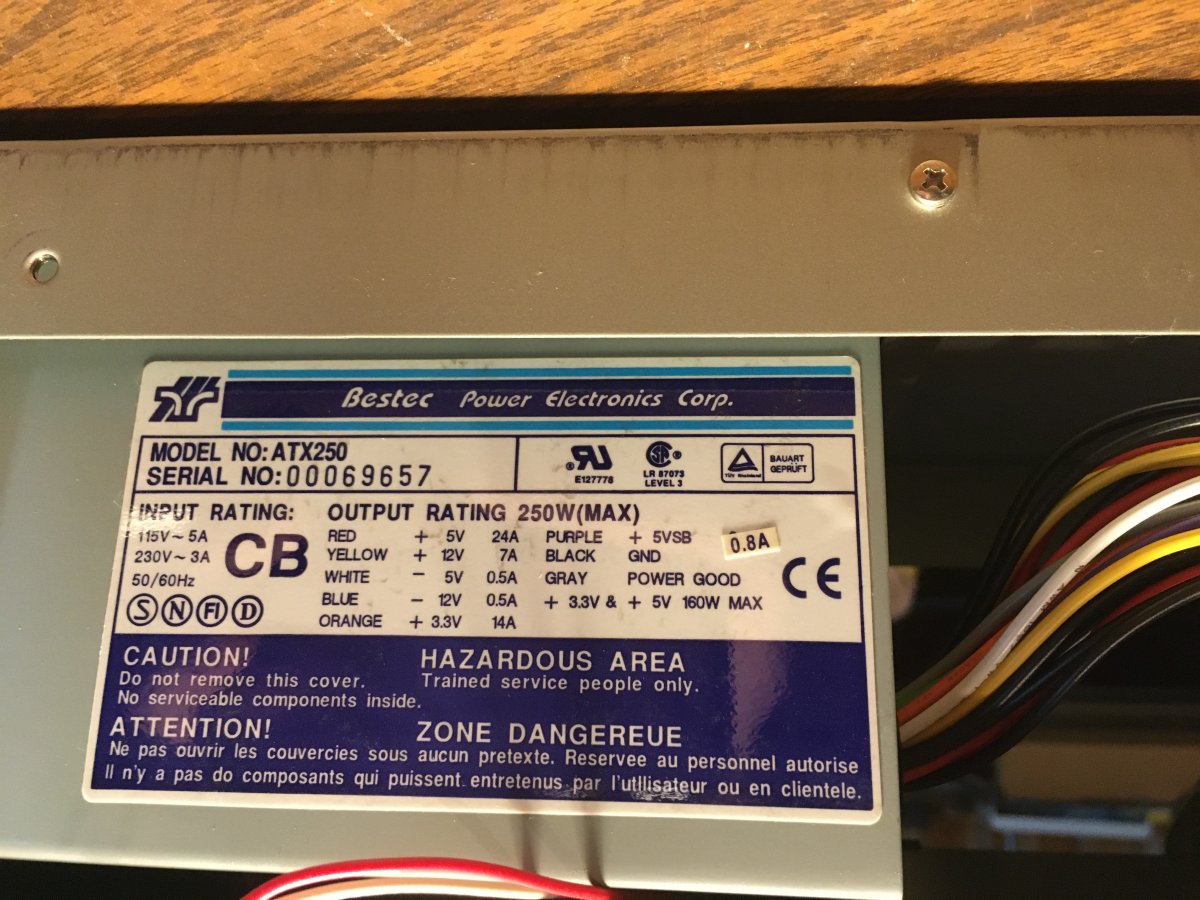 Bestec Power Electronics Corp.
MODEL NO: ATX250
SERIAL NO: 00069657
E127778
LR 87073
LEVEL 3
TÜV Rheinland
BAUART
GEPRÜFT
INPUT RATING: OUTPUT RATING 250W(MAX)
115V~ 5A
230V~ 3A
50/60Hz
CB
S N FI D
RED + 5V 24A PURPLE + 5VSB 0.8A
YELLOW + 12V 7A BLACK GND
WHITE - 5V 0.5A GRAY POWER GOOD
BLUE - 12V 0.5A + 3.3V & + 5V 160W MAX
ORANGE + 3.3V 14A
CE
CAUTION!
Do not remove this cover.
No serviceable components inside.
HAZARDOUS AREA
Trained service people only.
ATTENTION! ZONE DANGEREUE
Ne pas ouvrir les couvercies sous aucun pretexte. Reservee au personnel autorise
Il n'y a pas do composants qui puissent entretenus par l'utilisateur ou en clientele.